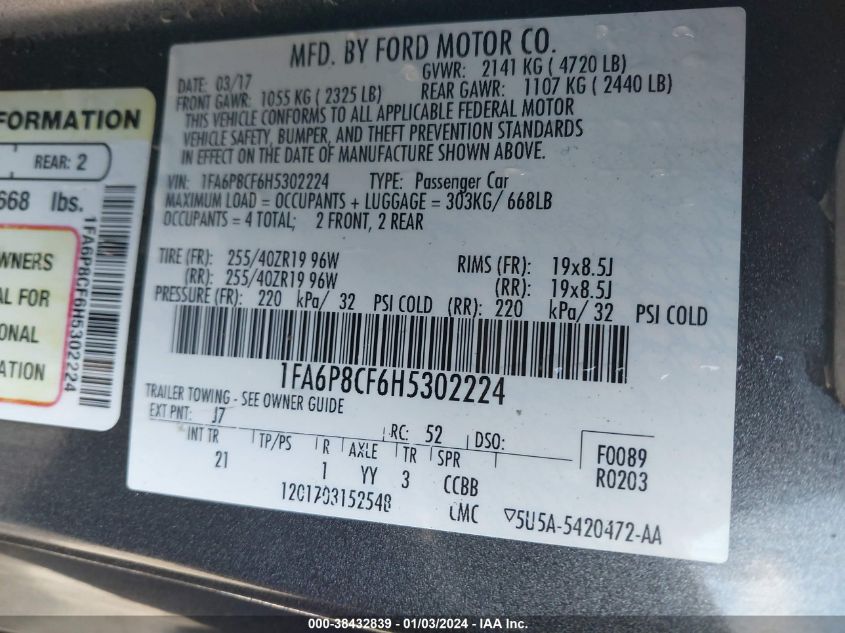 FORMATION
REAR: 2
668 lbs.
WNERS
AL FOR
ONAL
ATION
1FA6P8CF6H5302224
MFD. BY FORD MOTOR CO.
DATE: 03/17 GVWR: 2141 KG ( 4720 LB)
FRONT GAWR: 1055 KG ( 2325 LB) REAR GAWR: 1107 KG ( 2440 LB)
THIS VEHICLE CONFORMS TO ALL APPLICABLE FEDERAL MOTOR
VEHICLE SAFETY, BUMPER, AND THEFT PREVENTION STANDARDS
IN EFFECT ON THE DATE OF MANUFACTURE SHOWN ABOVE.
VIN: 1FA6P8CF6H5302224 TYPE: Passenger Car
MAXIMUM LOAD = OCCUPANTS + LUGGAGE = 303KG/ 668LB
OCCUPANTS = 4 TOTAL; 2 FRONT, 2 REAR
TIRE (FR): 255/40ZR19 96W RIMS (FR): 19x8.5J
(RR): 255/40ZR19 96W (RR): 19x8.5J
PRESSURE (FR): 220 kPa/ 32 PSI COLD (RR): 220 kPa/ 32 PSI COLD
1FA6P8CF6H5302224
TRAILER TOWING - SEE OWNER GUIDE
EXT PNT: J7 RC: 52 DSO: F0089
INT TR TP/PS R AXLE TR SPR R0203
21 1 YY 3 CCBB
1201703152548 CMC 5U5A-5420472-AA
000-38432839 - 01/03/2024 - IAA Inc.